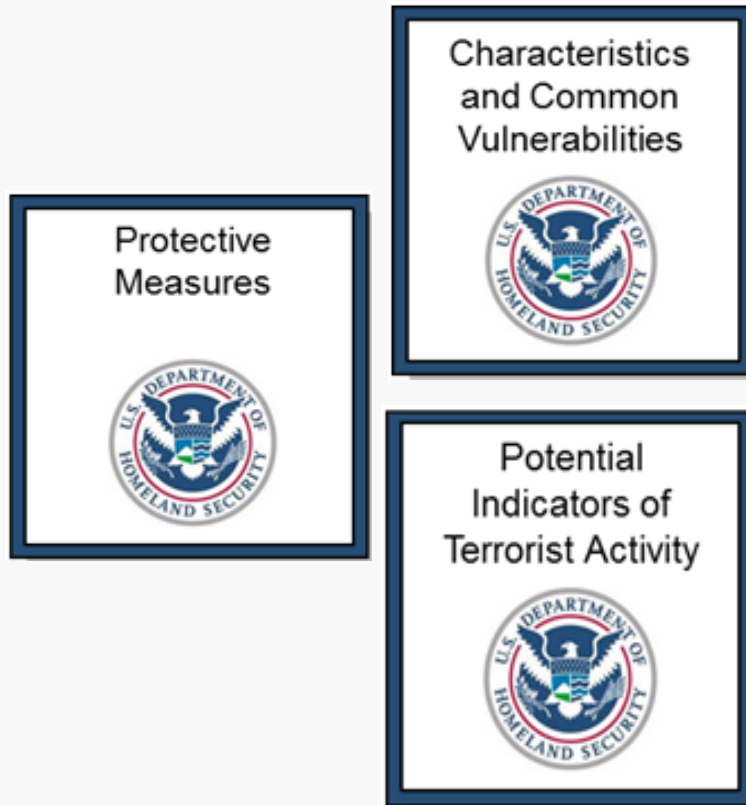 Characteristics
and Common
Vulnerabilities
U.S. DEPARTMENT OF
HOMELAND SECURITY
Protective
Measures
U.S. DEPARTMENT OF
HOMELAND SECURITY
Potential
Indicators of
Terrorist Activity
U.S. DEPARTMENT OF
HOMELAND SECURITY